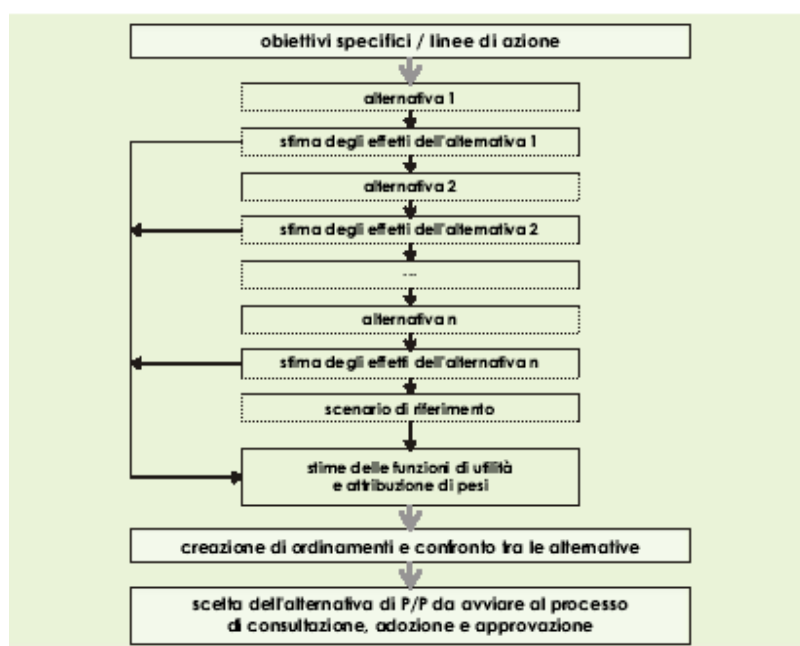 obiettivi specifici / linee di azione
alternativa 1
stima degli effetti dell'alternativa 1
alternativa 2
stima degli effetti dell'alternativa 2
...
alternativa n
stima degli effetti dell'alternativa n
scenario di riferimento
stime delle funzioni di utilità
e attribuzione di pesi
creazione di ordinamenti e confronto tra le alternative
scelta dell'alternativa di P/P da avviare al processo
di consultazione, adozione e approvazione